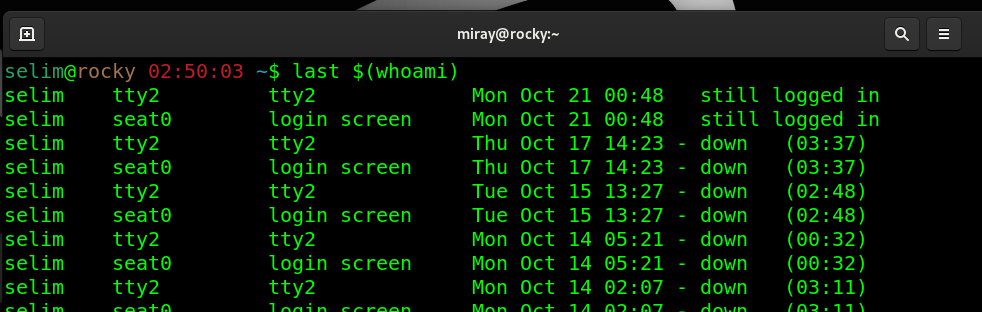 miray@rocky:~
selim@rocky 02:50:03 ~$ last $(whoami)
selim    tty2         tty2             Mon Oct 21 00:48   still logged in
selim    seat0        login screen     Mon Oct 21 00:48   still logged in
selim    tty2         tty2             Thu Oct 17 14:23 - down   (03:37)
selim    seat0        login screen     Thu Oct 17 14:23 - down   (03:37)
selim    tty2         tty2             Tue Oct 15 13:27 - down   (02:48)
selim    seat0        login screen     Tue Oct 15 13:27 - down   (02:48)
selim    tty2         tty2             Mon Oct 14 05:21 - down   (00:32)
selim    seat0        login screen     Mon Oct 14 05:21 - down   (00:32)
selim    tty2         tty2             Mon Oct 14 02:07 - down   (03:11)
selim    seat0        login screen     Mon Oct 14 02:07 - down   (03:11)